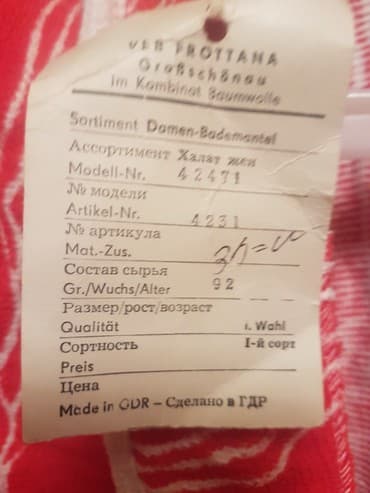 VEB FROTTANA
Großschönau
im Kombinat Baumwolle
Sortiment Damen-Bademantel
Ассортимент Халат жен
Modell-Nr. 42471
№ модели
Artikel-Nr. 4231
№ артикула
Mat.-Zus.
Состав сырья
Gr./Wuchs/Alter 92
Размер/рост/возраст
Qualität 1. Wahl
Сортность I-й сорт
Preis
Цена
Made in GDR - Сделано в ГДР